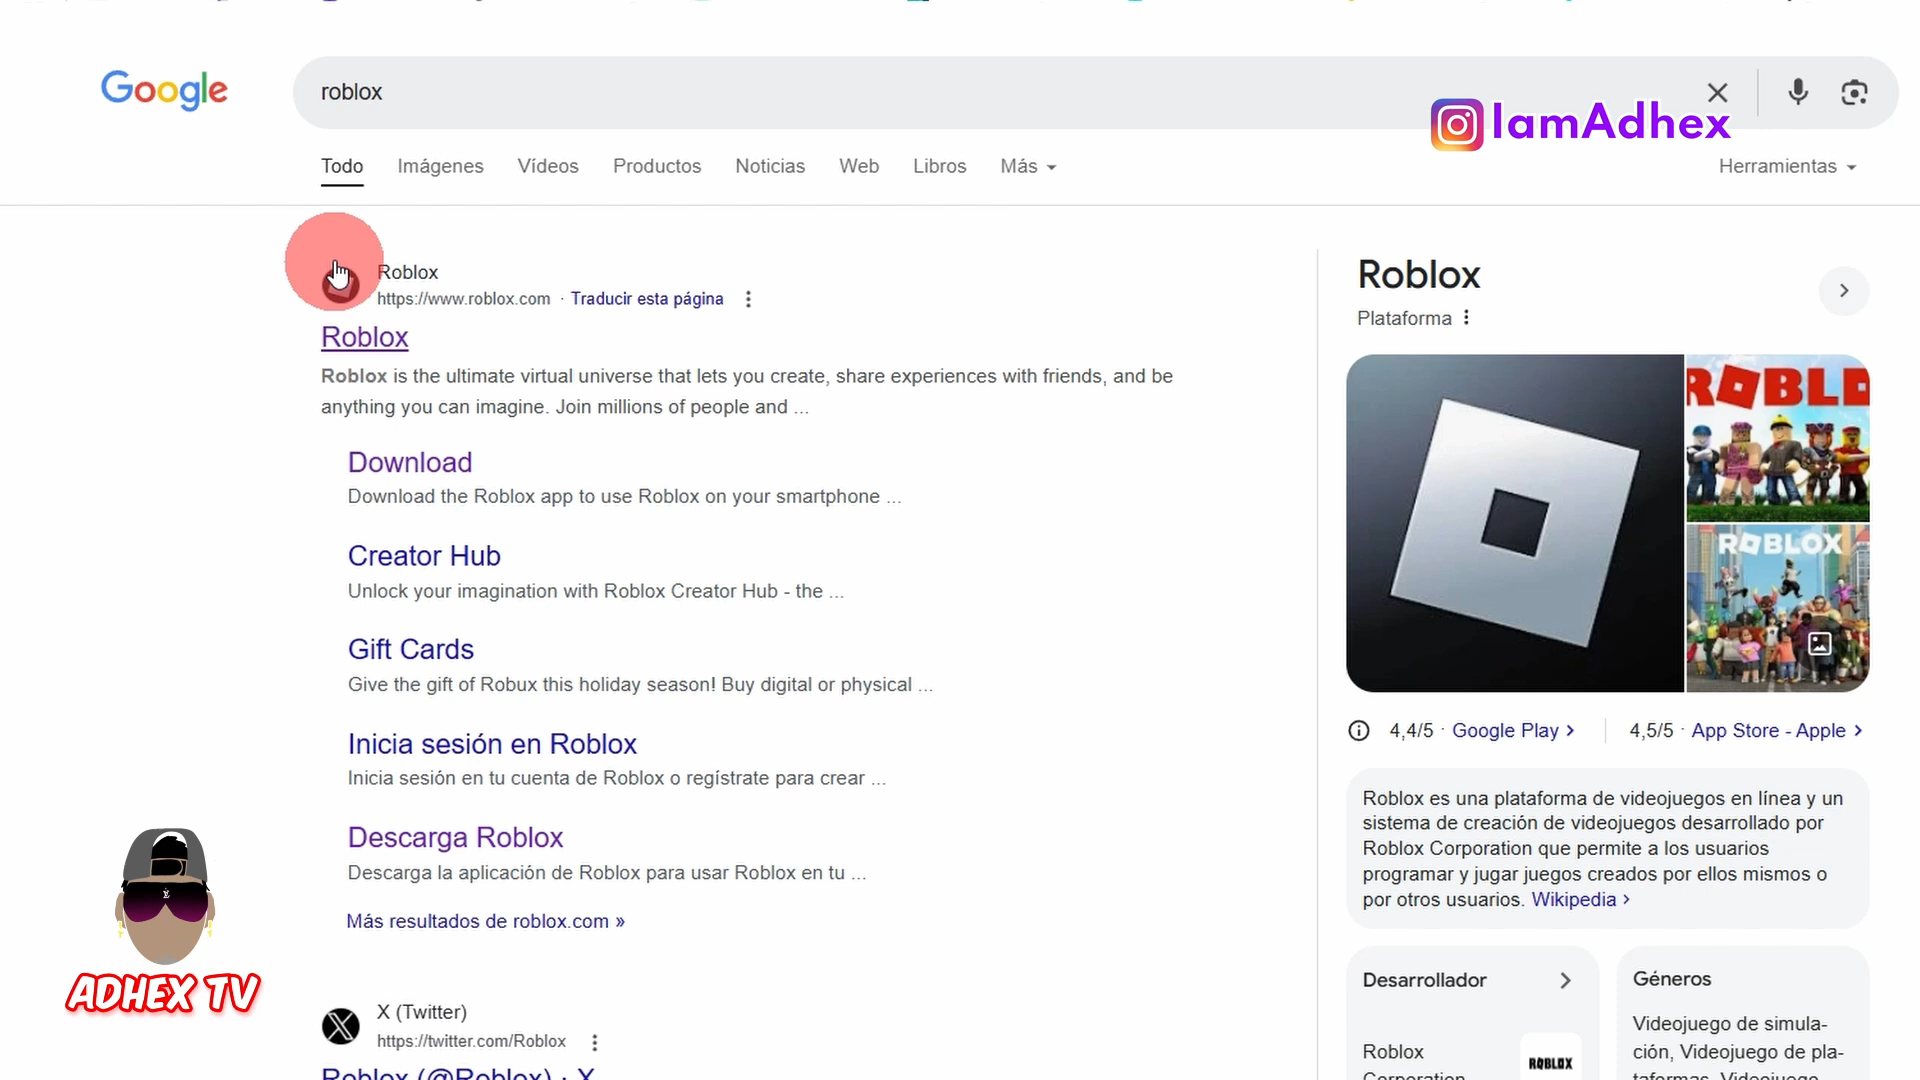 Google
roblox
IamAdhex
Todo
Imágenes
Vídeos
Productos
Noticias
Web
Libros
Más
Herramientas
Roblox
https://www.roblox.com · Traducir esta página
Roblox
Roblox is the ultimate virtual universe that lets you create, share experiences with friends, and be
anything you can imagine. Join millions of people and ...
Download
Download the Roblox app to use Roblox on your smartphone ...
Creator Hub
Unlock your imagination with Roblox Creator Hub - the ...
Gift Cards
Give the gift of Robux this holiday season! Buy digital or physical ...
Inicia sesión en Roblox
Inicia sesión en tu cuenta de Roblox o regístrate para crear ...
Descarga Roblox
Descarga la aplicación de Roblox para usar Roblox en tu ...
Más resultados de roblox.com »
ADHEX TV
X (Twitter)
https://twitter.com/Roblox
Roblox (@Roblox) · X
Roblox
Plataforma
ROBL
ROBLOX
4,4/5 · Google Play
4,5/5 · App Store - Apple
Roblox es una plataforma de videojuegos en línea y un
sistema de creación de videojuegos desarrollado por
Roblox Corporation que permite a los usuarios
programar y jugar juegos creados por ellos mismos o
por otros usuarios. Wikipedia
Desarrollador
Roblox
Corporation
ROBLOX
Géneros
Videojuego de simula-
ción, Videojuego de pla-
taformas, Videojuego